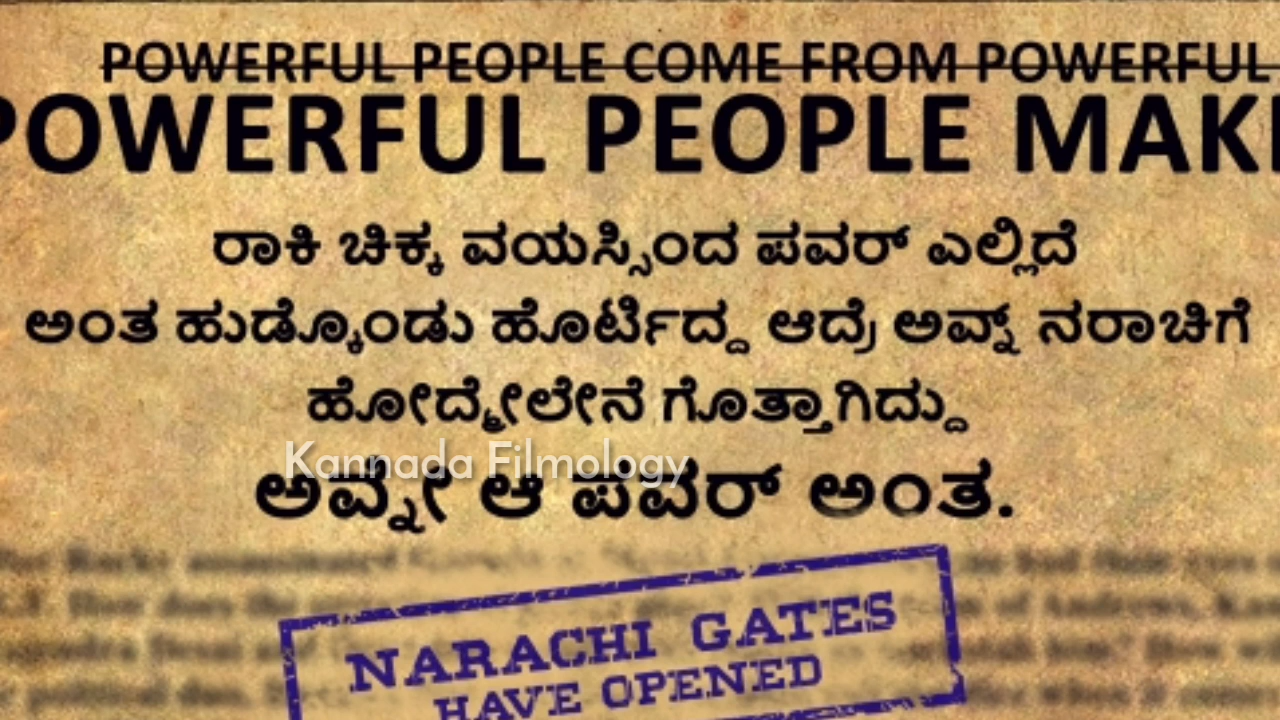 POWERFUL PEOPLE COME FROM POWERFUL
POWERFUL PEOPLE MAKE
ರಾಕಿ ಚಿಕ್ಕ ವಯಸ್ಸಿಂದ ಪವರ್ ಎಲ್ಲಿದೆ
ಅಂತ ಹುಡ್ಕೊಂಡು ಹೊರ್ಟಿದ್ದ ಆದ್ರೆ ಅವ್ನ್ ನರಾಚಿಗೆ
ಹೋದ್ಮೇಲೇನೆ ಗೊತ್ತಾಗಿದ್ದು
Kannada Filmology
ಅವ್ನೇ ಆ ಪವರ್ ಅಂತ.
NARACHI GATES
HAVE OPENED